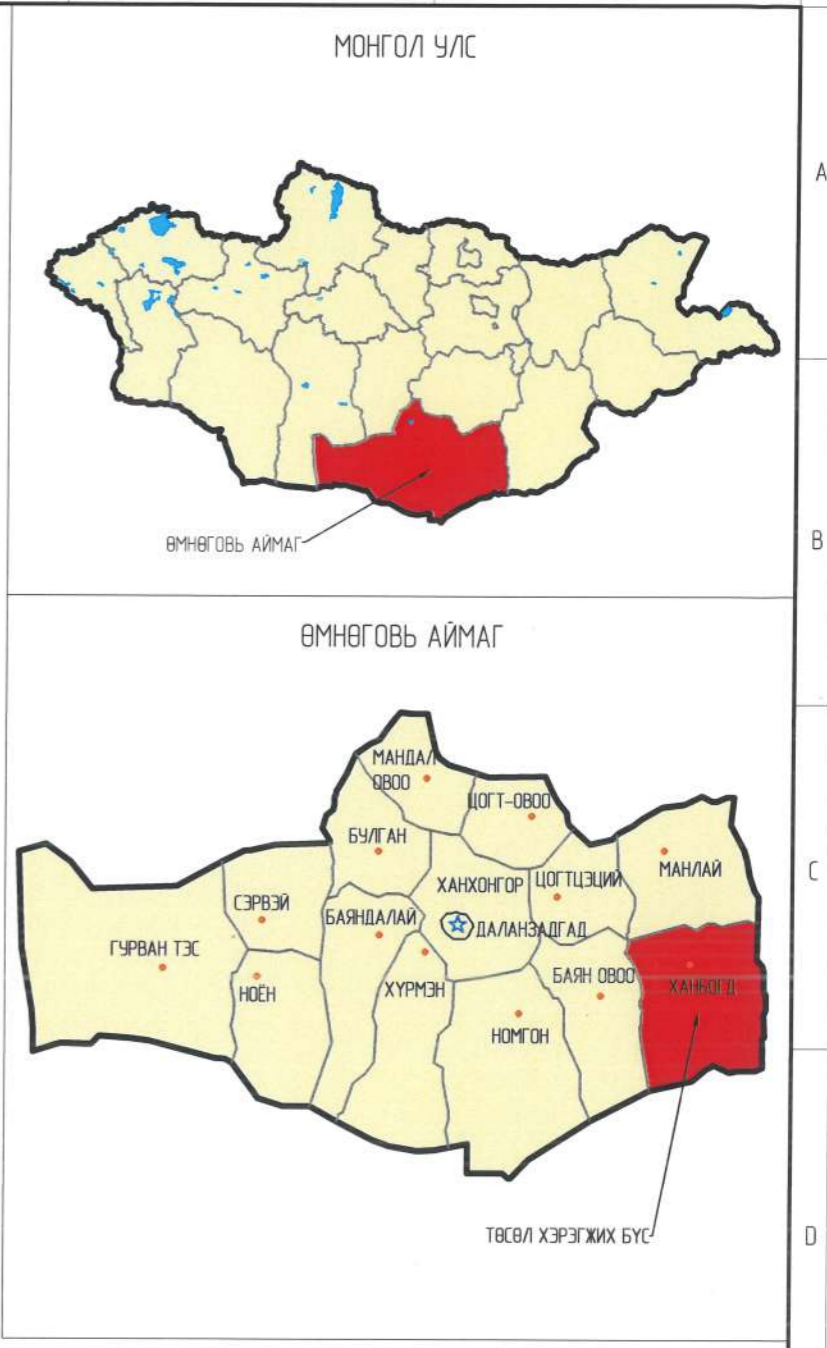 МОНГОЛ УЛС
A
ӨМНӨГОВЬ АЙМАГ
B
ӨМНӨГОВЬ АЙМАГ
МАНДАЛ
ОВОО
ЦОГТ-ОВОО
БУЛГАН
МАНЛАЙ
C
ХАНХОНГОР
ЦОГТЦЭЦИЙ
СЭРВЭЙ
БАЯНДАЛАЙ
ДАЛАНЗАДГАД
ГУРВАН ТЭС
НОЁН
ХҮРМЭН
БАЯН ОВОО
ХАНБОГД
НОМГОН
ТӨСӨЛ ХЭРЭГЖИХ БҮС
D